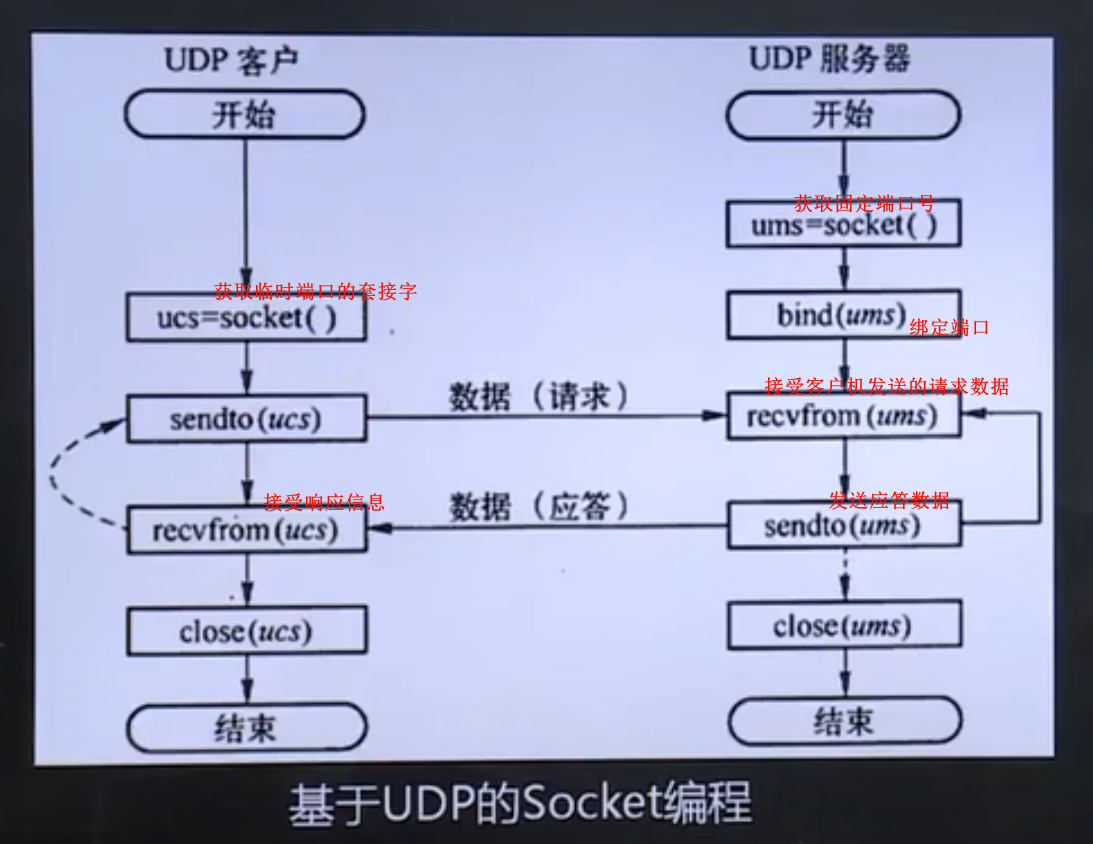 UDP 客户
UDP 服务器
开始
开始
获取固定端口号
ums=socket( )
获取临时端口的套接字
ucs=socket( )
bind(ums)
绑定端口
接受客户机发送的请求数据
sendto(ucs)
数据（请求）
recvfrom(ums)
接受响应信息
发送应答数据
recvfrom(ucs)
数据（应答）
sendto(ums)
close(ucs)
close(ums)
结束
结束
基于UDP的Socket编程